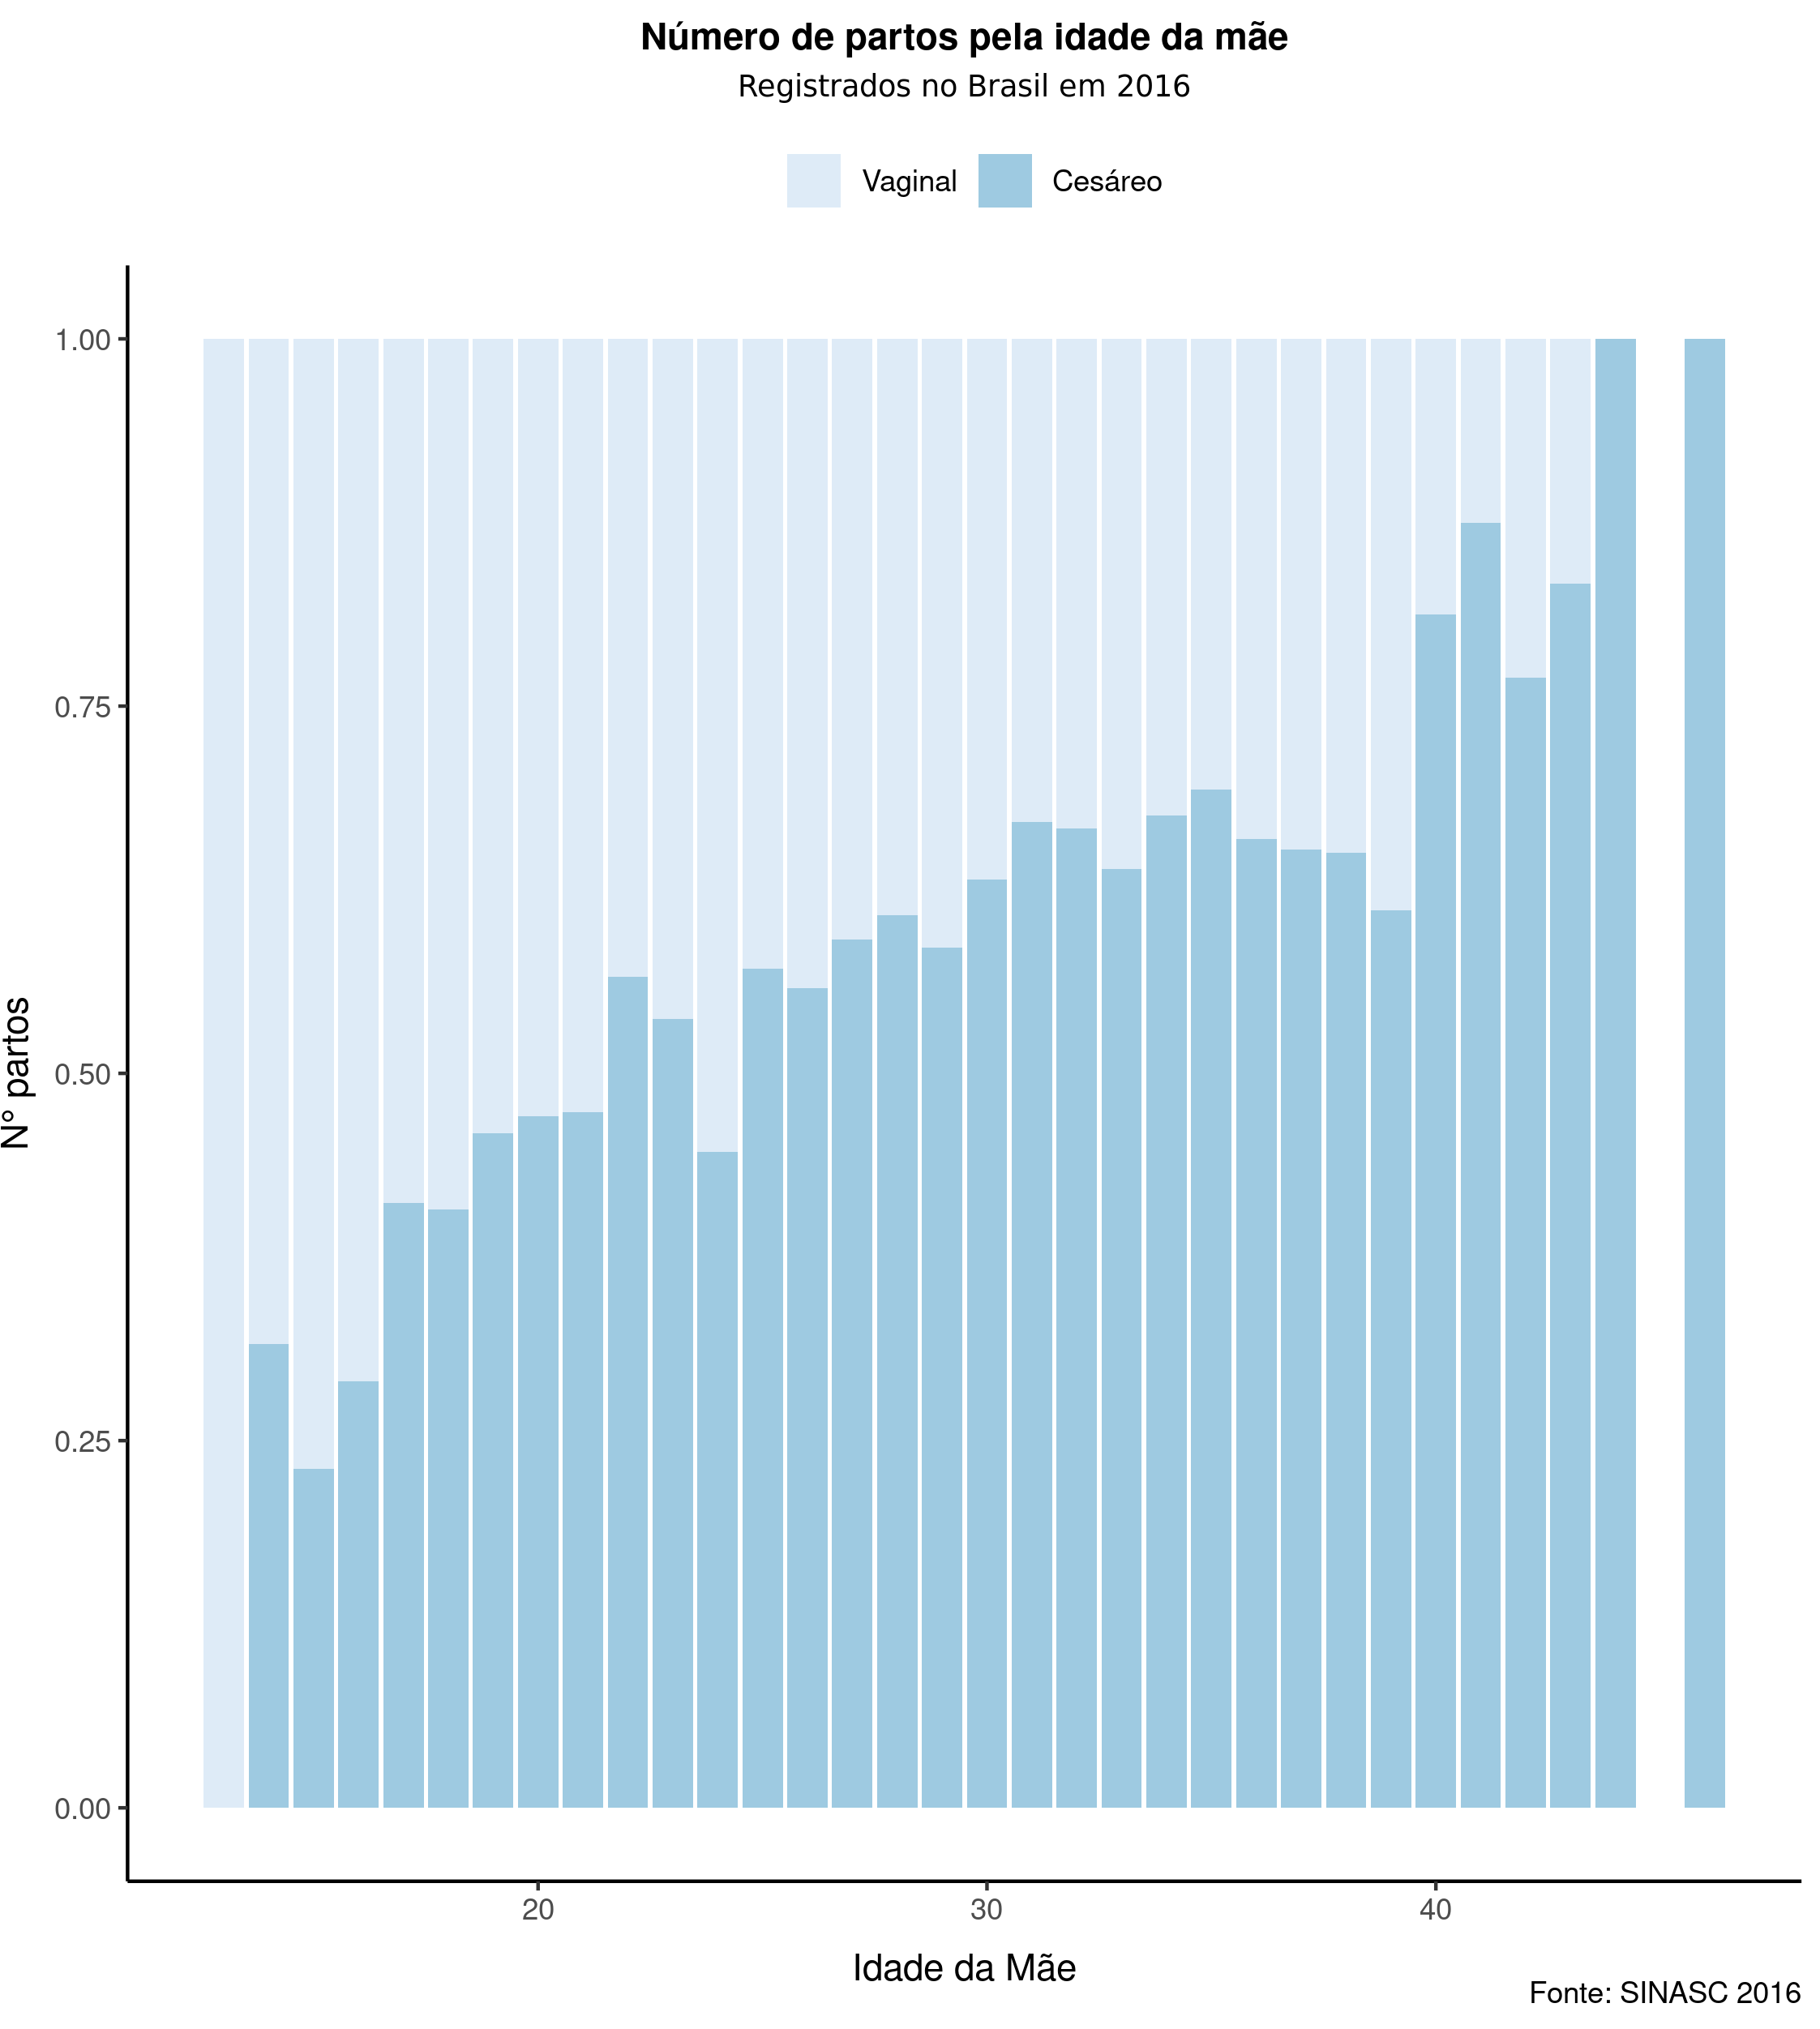 Número de partos pela idade da mãe
Registrados no Brasil em 2016
Vaginal Cesáreo
1.00
0.75
0.50
0.25
0.00
N° partos
20 30 40
Idade da Mãe
Fonte: SINASC 2016